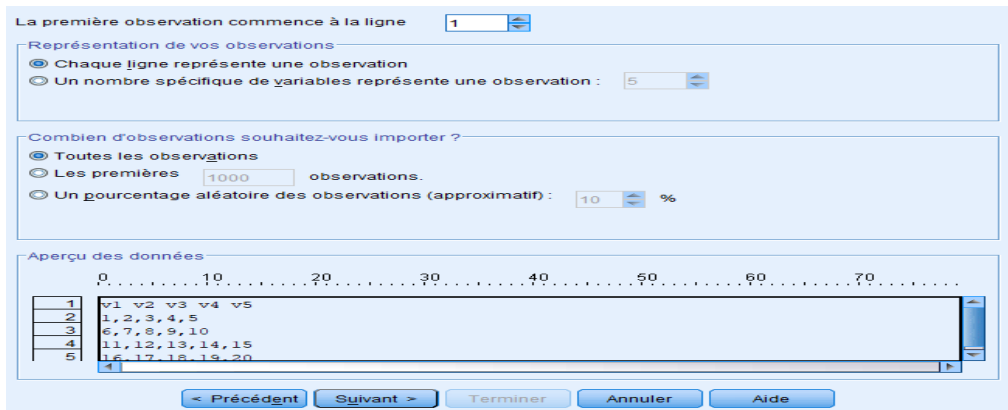 La première observation commence à la ligne 1
Représentation de vos observations
Chaque ligne représente une observation
Un nombre spécifique de variables représente une observation : 5
Combien d'observations souhaitez-vous importer ?
Toutes les observations
Les premières 1000 observations.
Un pourcentage aléatoire des observations (approximatif) : 10 %
Aperçu des données
0 10 20 30 40 50 60 70
1 v1 v2 v3 v4 v5
2 1,2,3,4,5
3 6,7,8,9,10
4 11,12,13,14,15
5 16,17,18,19,20
< Précédent Suivant > Terminer Annuler Aide